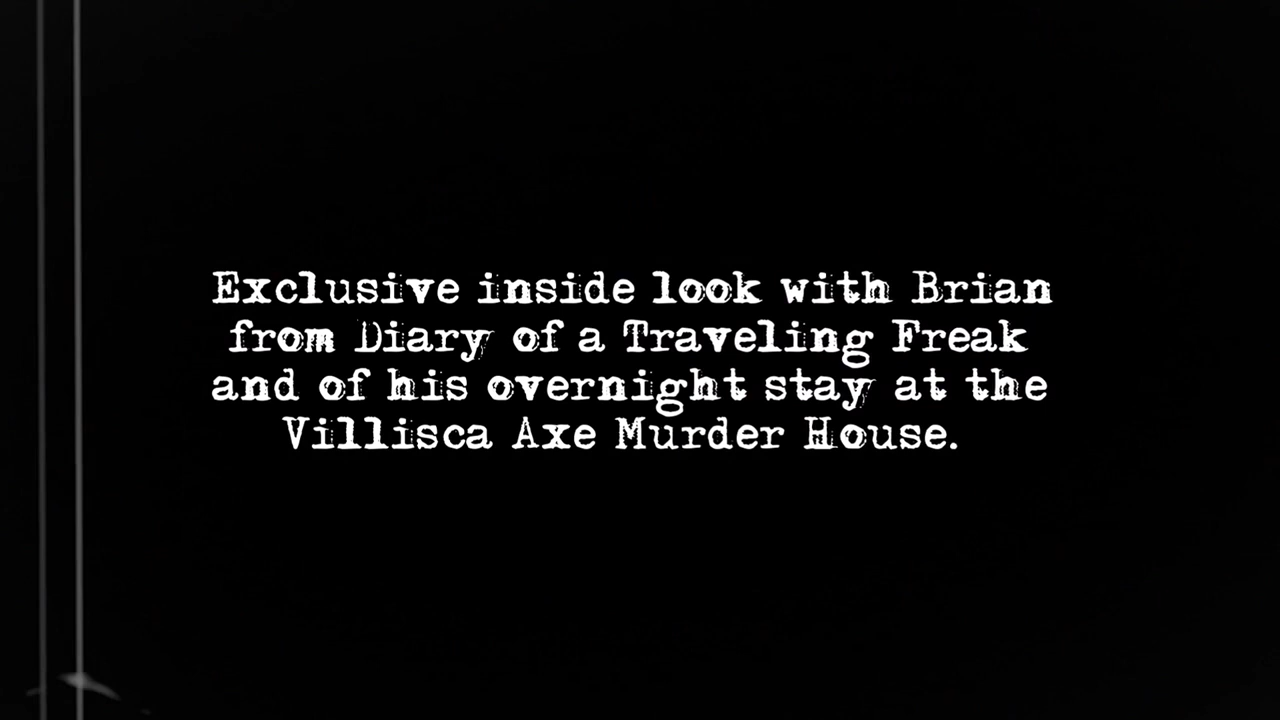 Exclusive inside look with Brian
from Diary of a Traveling Freak
and of his overnight stay at the
Villisca Axe Murder House.